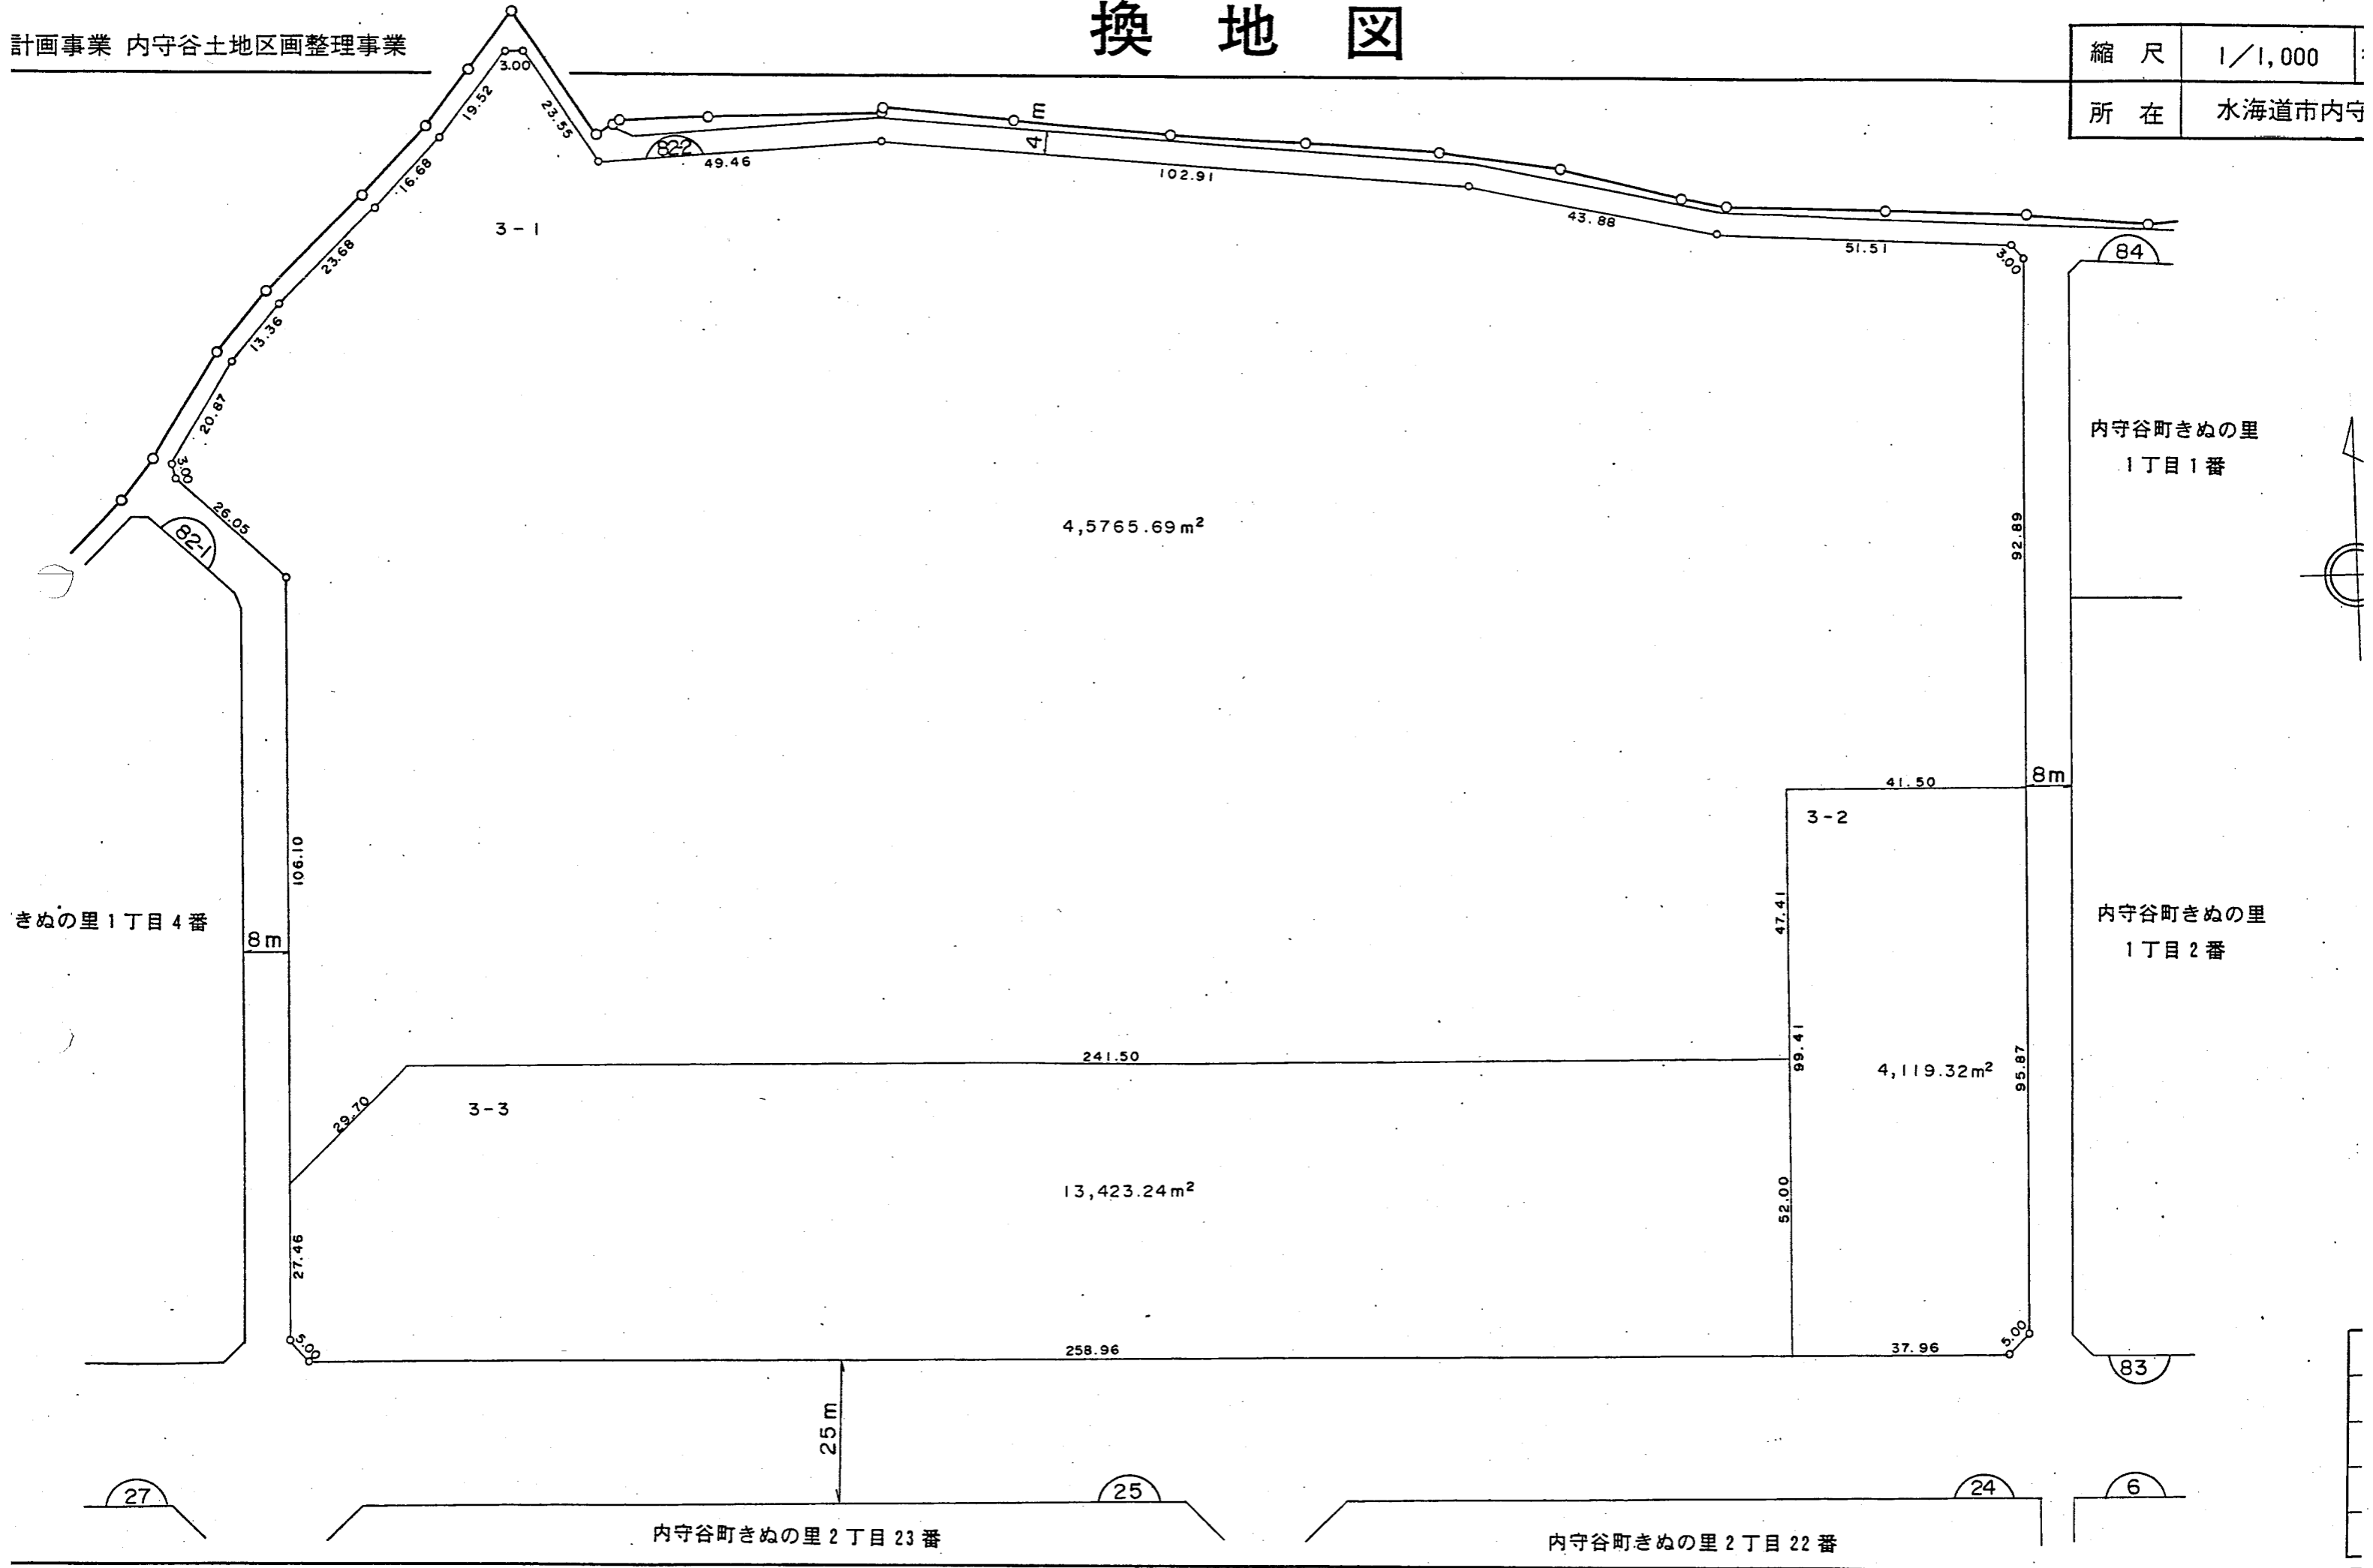 換地図
計画事業 内守谷土地区画整理事業
縮尺 1/1,000
所在 水海道市内守
3.00
19.52
23.55
16.68
82-2
49.46
4m
102.91
43.88
51.51
3.00
84
3-1
23.68
13.36
20.87
3.00
26.05
82-1
内守谷町きぬの里
1丁目1番
4,5765.69m²
92.89
41.50
8m
3-2
106.10
47.41
きぬの里1丁目4番
8m
内守谷町きぬの里
1丁目2番
241.50
99.41
4,119.32m²
95.87
29.70
3-3
13,423.24m²
52.00
27.46
5.00
258.96
37.96
5.00
83
25m
27
25
24
6
内守谷町きぬの里2丁目23番
内守谷町きぬの里2丁目22番